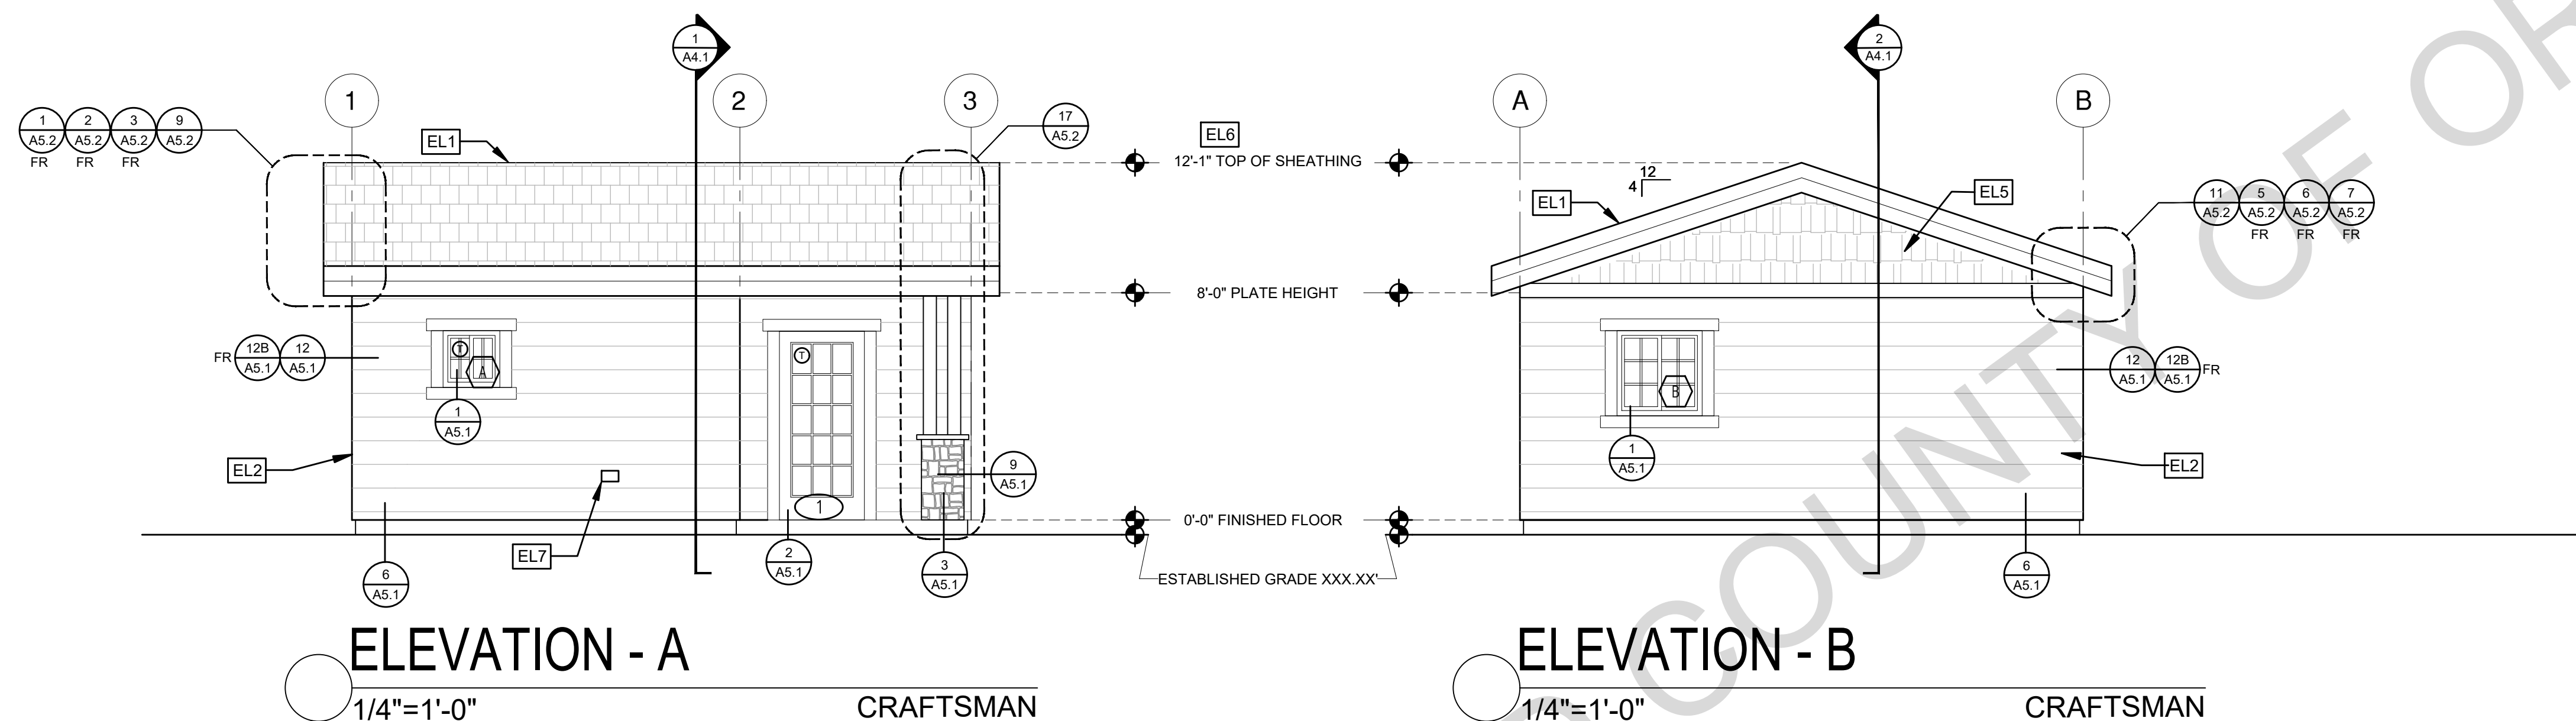 1
A4.1
2
A4.1
1
2
3
A
B
1
A5.2
FR
2
A5.2
FR
3
A5.2
FR
9
A5.2
EL1
17
A5.2
EL6
12'-1" TOP OF SHEATHING
12
4
EL1
EL5
11
A5.2
5
A5.2
FR
6
A5.2
FR
7
A5.2
FR
8'-0" PLATE HEIGHT
FR
12B
A5.1
12
A5.1
T
A
T
1
A5.1
B
1
A5.1
12
A5.1
12B
A5.1
FR
EL2
9
A5.1
EL2
1
0'-0" FINISHED FLOOR
EL7
6
A5.1
2
A5.1
3
A5.1
ESTABLISHED GRADE XXX.XX'
6
A5.1
ELEVATION - A
1/4"=1'-0"
CRAFTSMAN
ELEVATION - B
1/4"=1'-0"
CRAFTSMAN
COUNTY OF OR